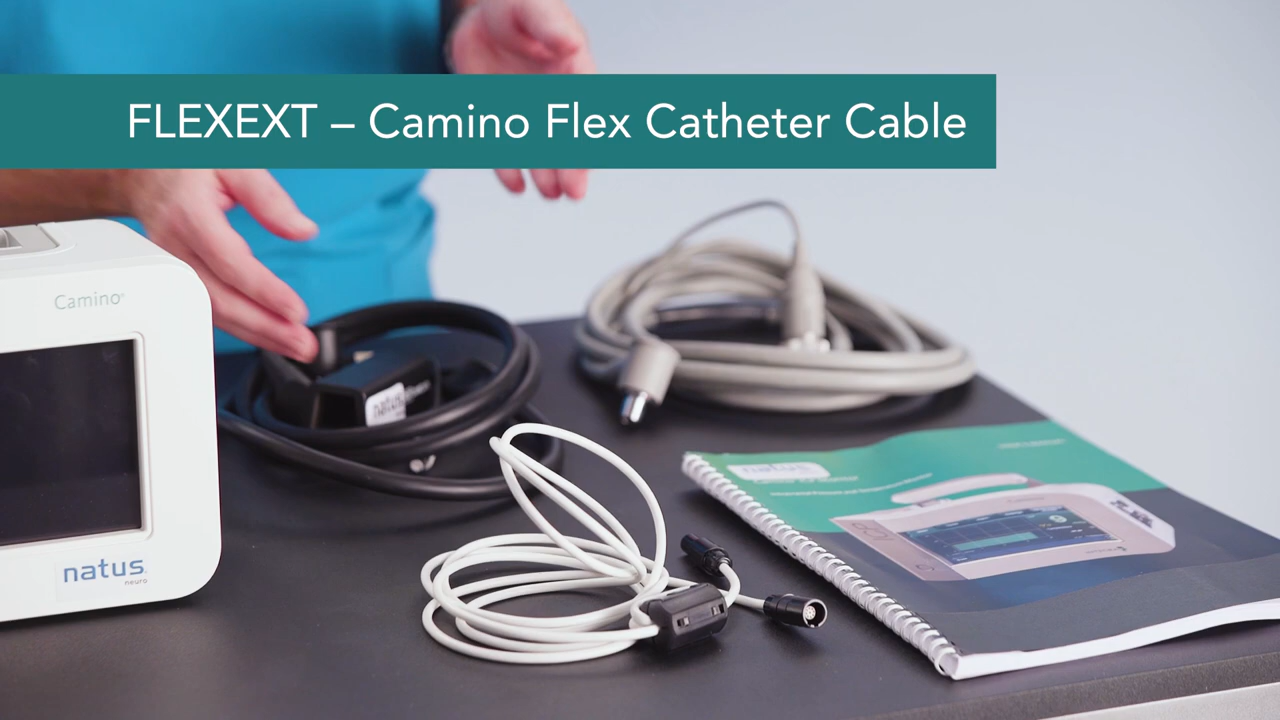 FLEXEXT – Camino Flex Catheter Cable
Camino
natus
neuro
natus
natus